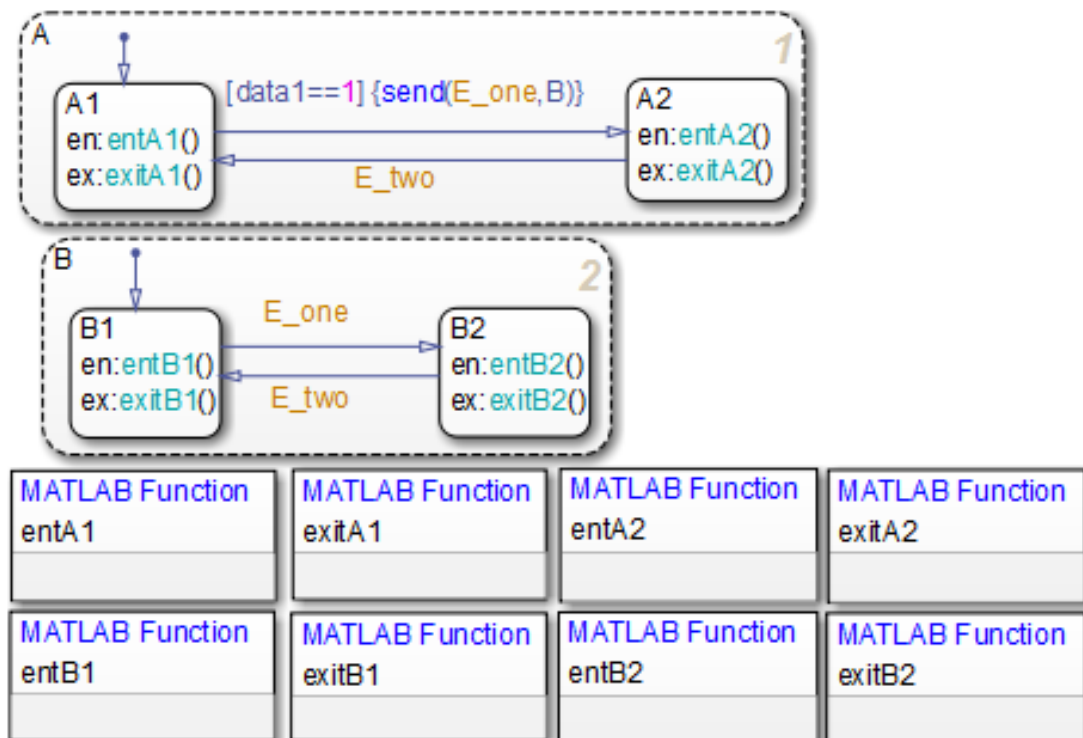 A
1
[data1==1]{send(E_one,B)}
A1
en:entA1()
ex:exitA1()
A2
en:entA2()
ex:exitA2()
E_two
B
2
E_one
B1
en:entB1()
ex:exitB1()
B2
en:entB2()
ex:exitB2()
E_two
MATLAB Function
entA1
MATLAB Function
exitA1
MATLAB Function
entA2
MATLAB Function
exitA2
MATLAB Function
entB1
MATLAB Function
exitB1
MATLAB Function
entB2
MATLAB Function
exitB2